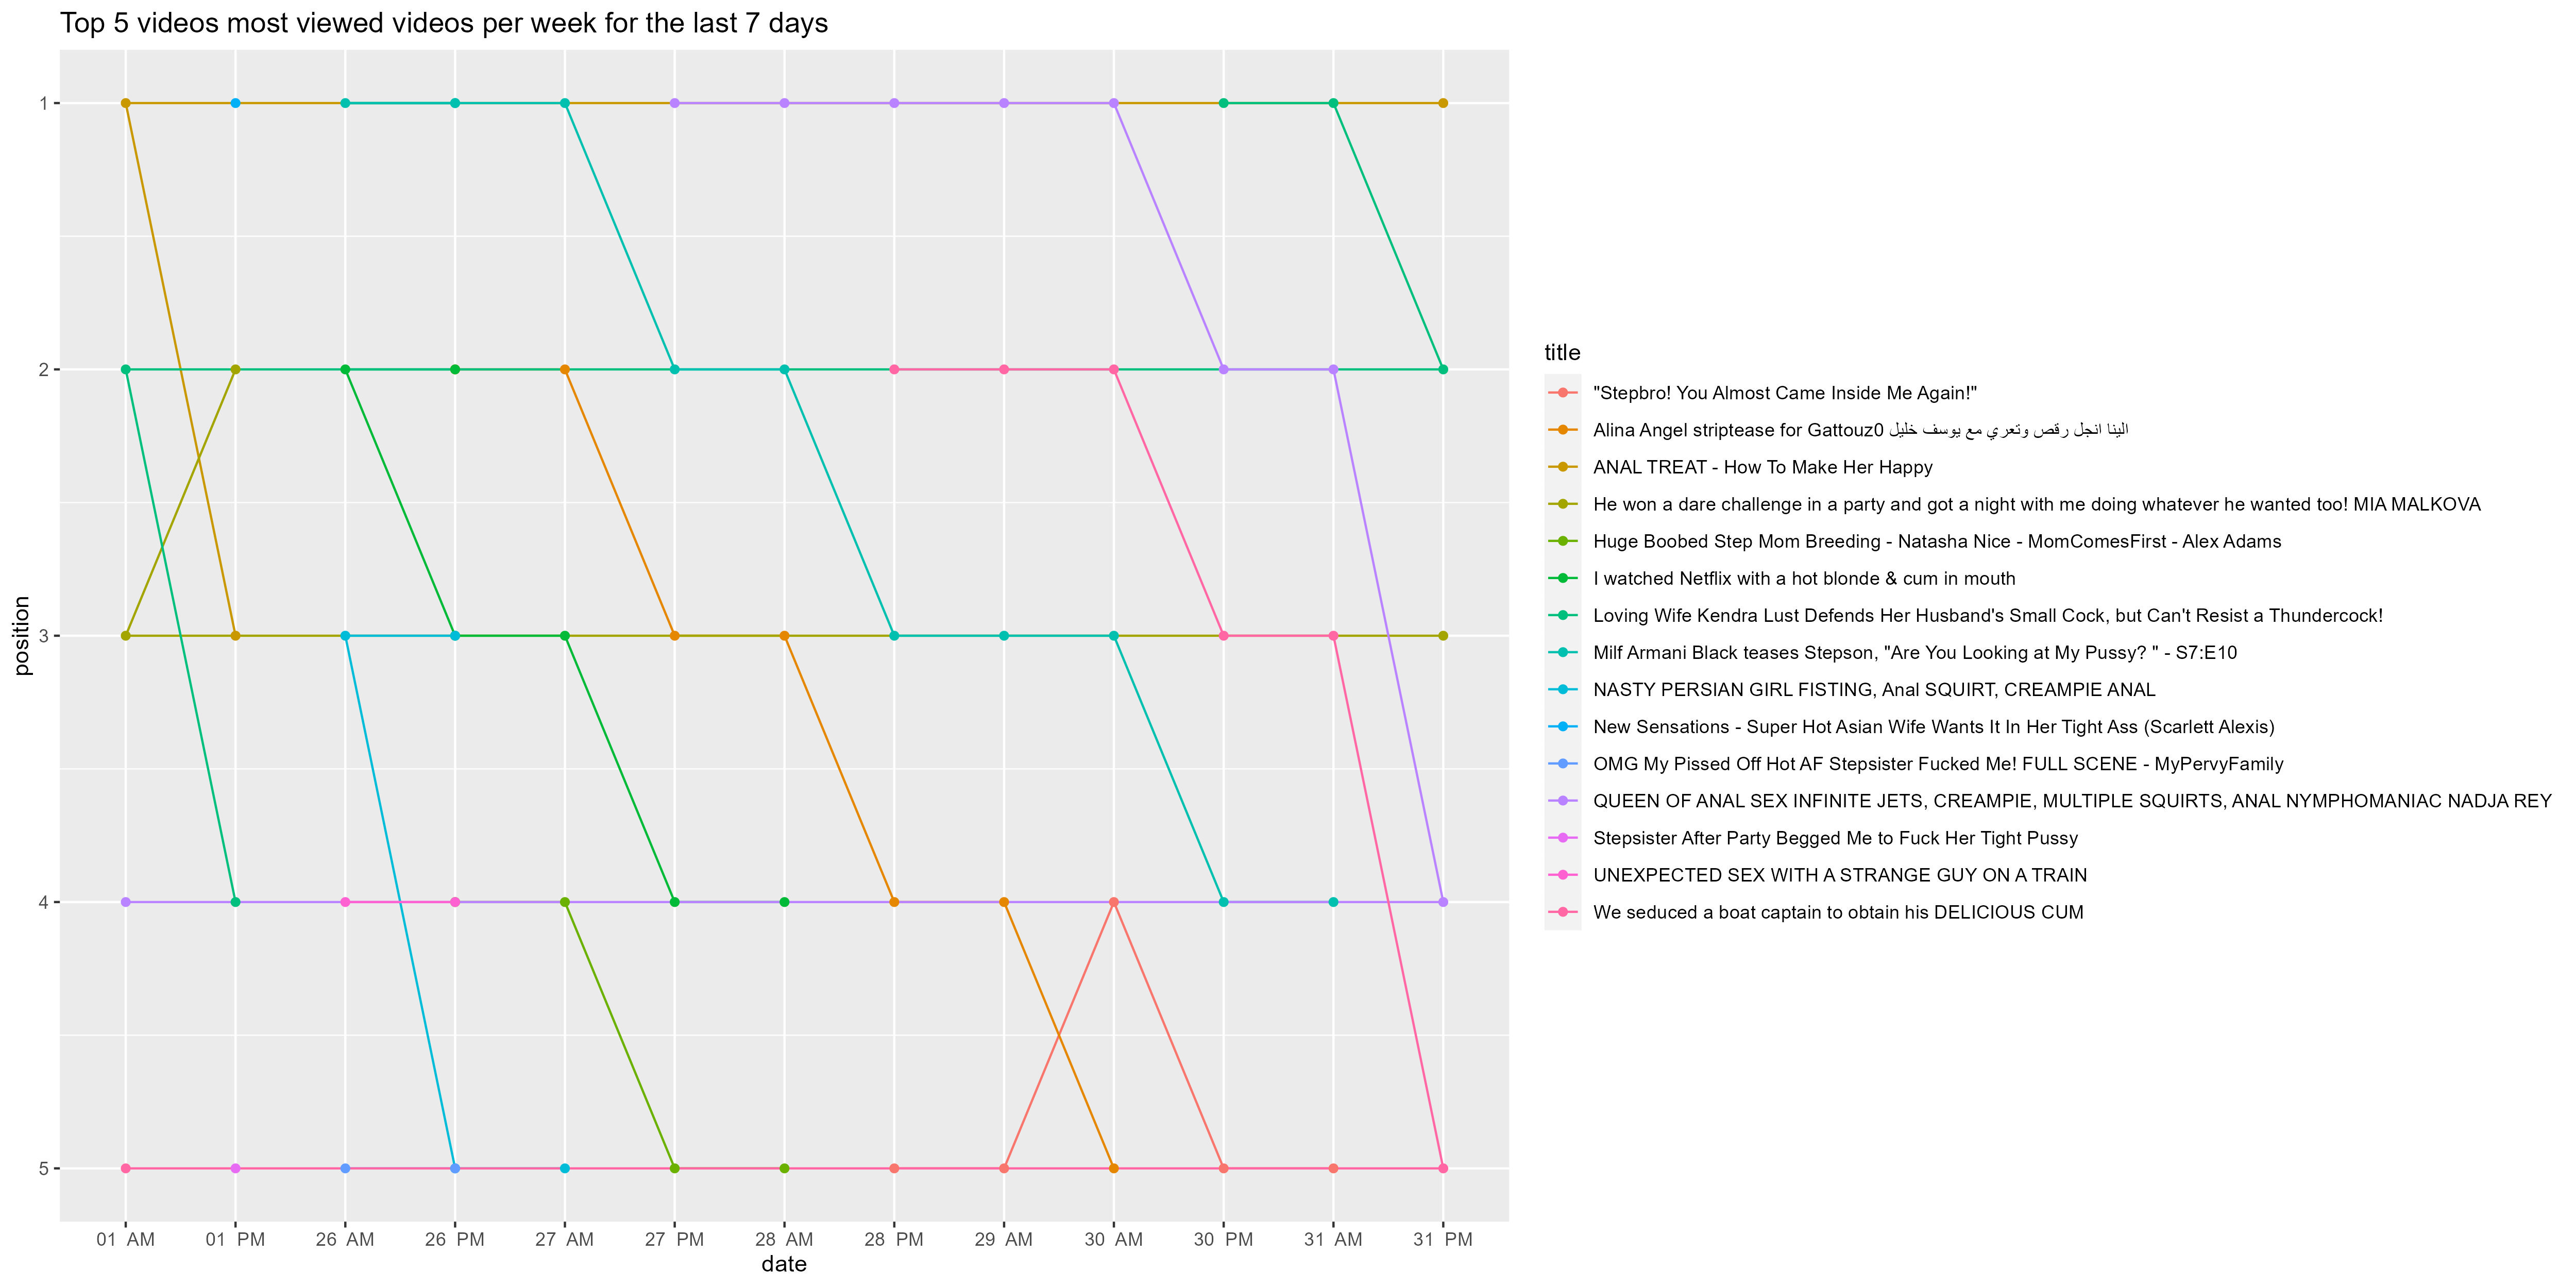 Top 5 videos most viewed videos per week for the last 7 days
position
1
2
3
4
5
01 AM 01 PM 26 AM 26 PM 27 AM 27 PM 28 AM 28 PM 29 AM 30 AM 30 PM 31 AM 31 PM
date
title
"Stepbro! You Almost Came Inside Me Again!"
Alina Angel striptease for Gattouz0 الينا انجل رقص وتعري مع يوسف خليل
ANAL TREAT - How To Make Her Happy
He won a dare challenge in a party and got a night with me doing whatever he wanted too! MIA MALKOVA
Huge Boobed Step Mom Breeding - Natasha Nice - MomComesFirst - Alex Adams
I watched Netflix with a hot blonde & cum in mouth
Loving Wife Kendra Lust Defends Her Husband's Small Cock, but Can't Resist a Thundercock!
Milf Armani Black teases Stepson, "Are You Looking at My Pussy? " - S7:E10
NASTY PERSIAN GIRL FISTING, Anal SQUIRT, CREAMPIE ANAL
New Sensations - Super Hot Asian Wife Wants It In Her Tight Ass (Scarlett Alexis)
OMG My Pissed Off Hot AF Stepsister Fucked Me! FULL SCENE - MyPervyFamily
QUEEN OF ANAL SEX INFINITE JETS, CREAMPIE, MULTIPLE SQUIRTS, ANAL NYMPHOMANIAC NADJA REY
Stepsister After Party Begged Me to Fuck Her Tight Pussy
UNEXPECTED SEX WITH A STRANGE GUY ON A TRAIN
We seduced a boat captain to obtain his DELICIOUS CUM